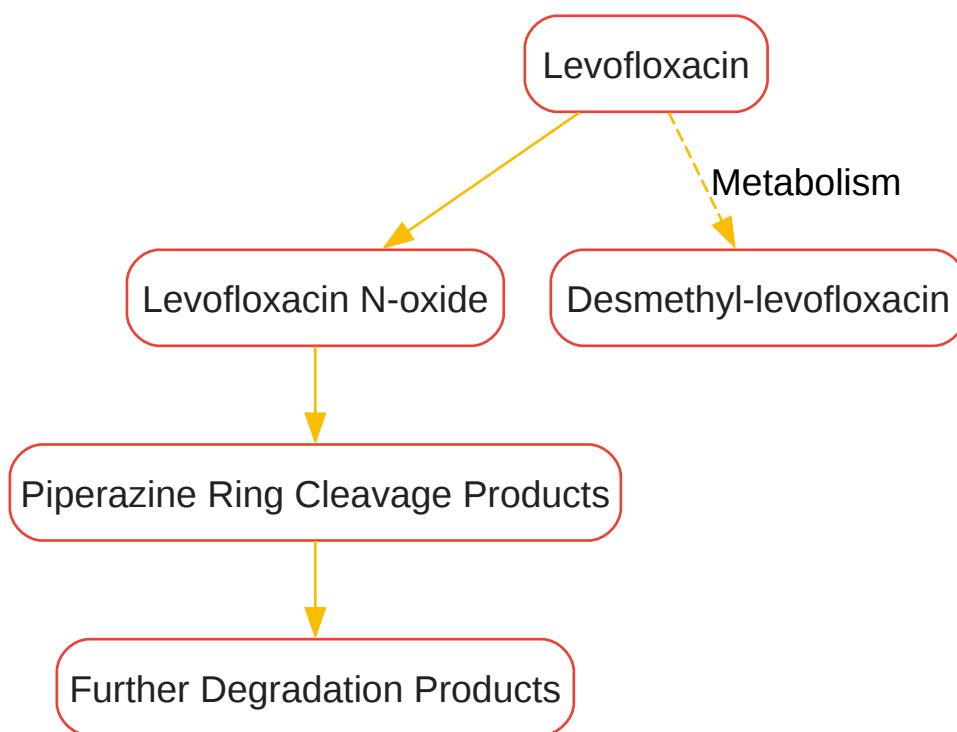 Levofloxacin
Metabolism
Levofloxacin N-oxide
Desmethyl-levofloxacin
Piperazine Ring Cleavage Products
Further Degradation Products